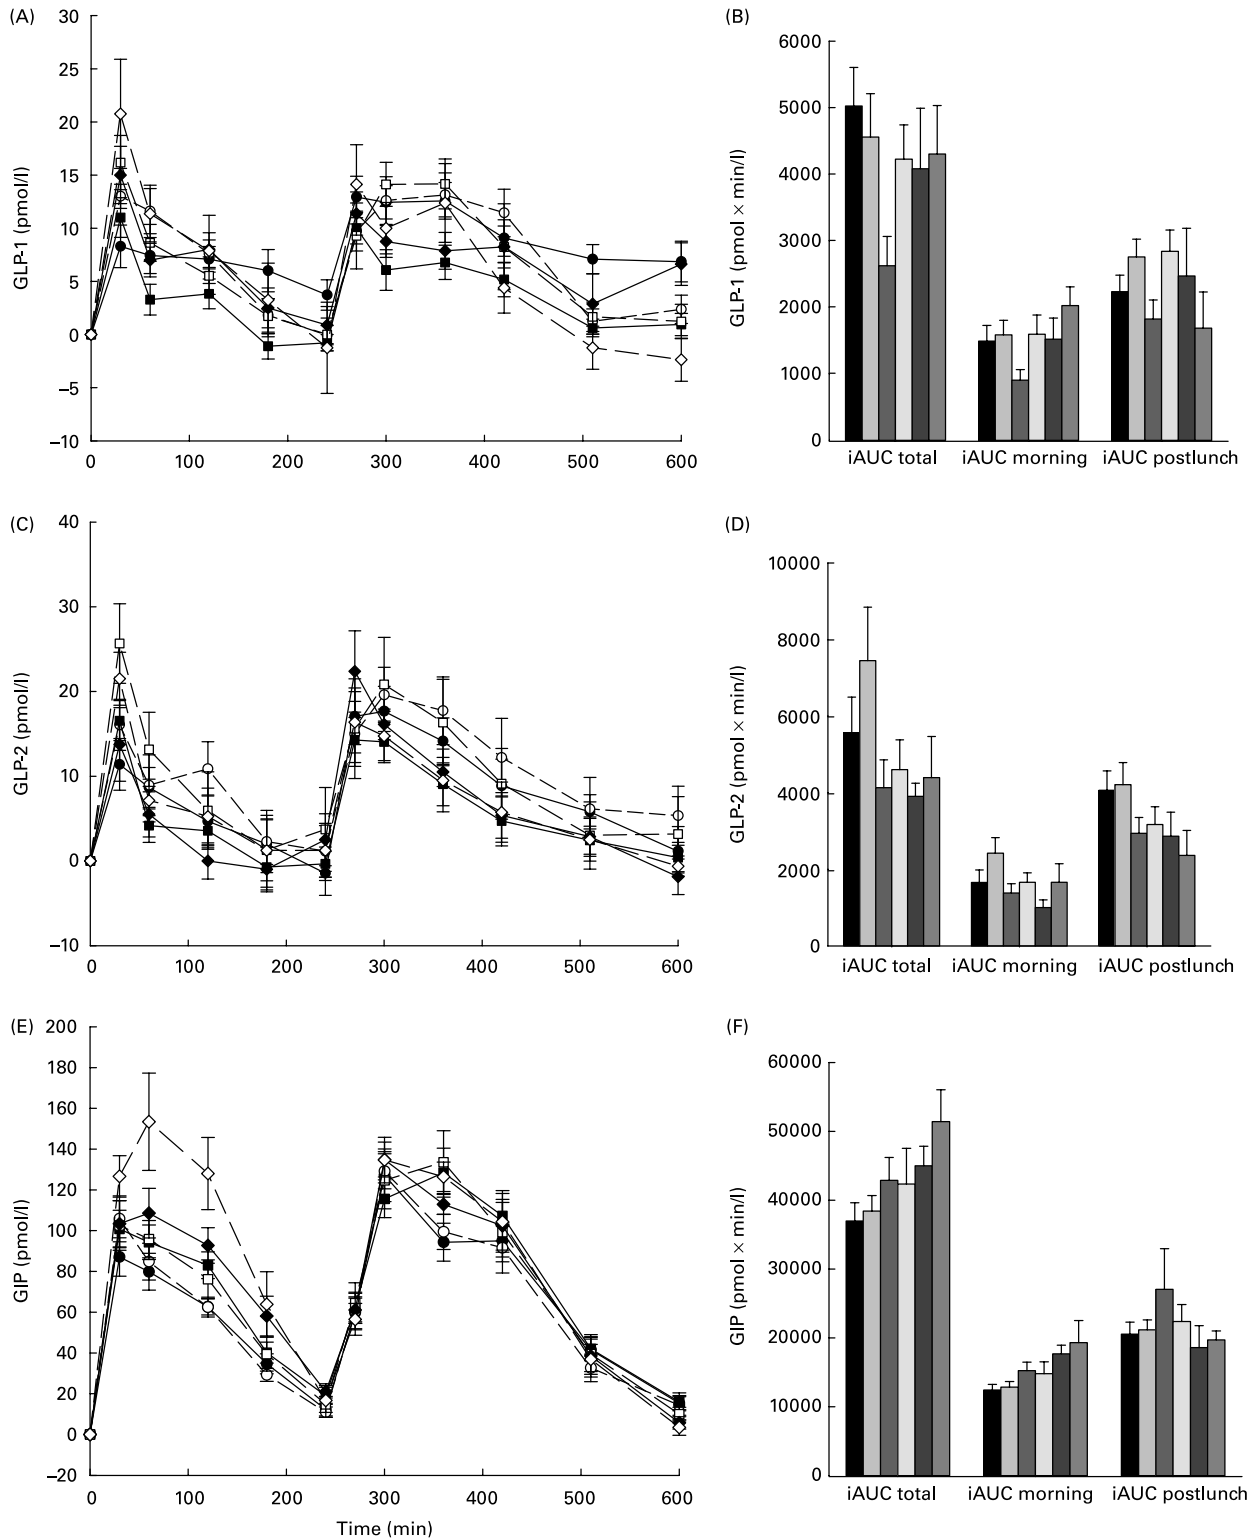 (A)
30
25
20
15
10
5
0
–5
–10
GLP-1 (pmol/l)
0 100 200 300 400 500 600
(B)
6000
5000
4000
3000
2000
1000
0
GLP-1 (pmol × min/l)
iAUC total iAUC morning iAUC postlunch
(C)
40
30
20
10
0
–10
GLP-2 (pmol/l)
0 100 200 300 400 500 600
(D)
10000
8000
6000
4000
2000
0
GLP-2 (pmol × min/l)
iAUC total iAUC morning iAUC postlunch
(E)
200
180
160
140
120
100
80
60
40
20
0
–20
GIP (pmol/l)
0 100 200 300 400 500 600
Time (min)
(F)
60000
50000
40000
30000
20000
10000
0
GIP (pmol × min/l)
iAUC total iAUC morning iAUC postlunch